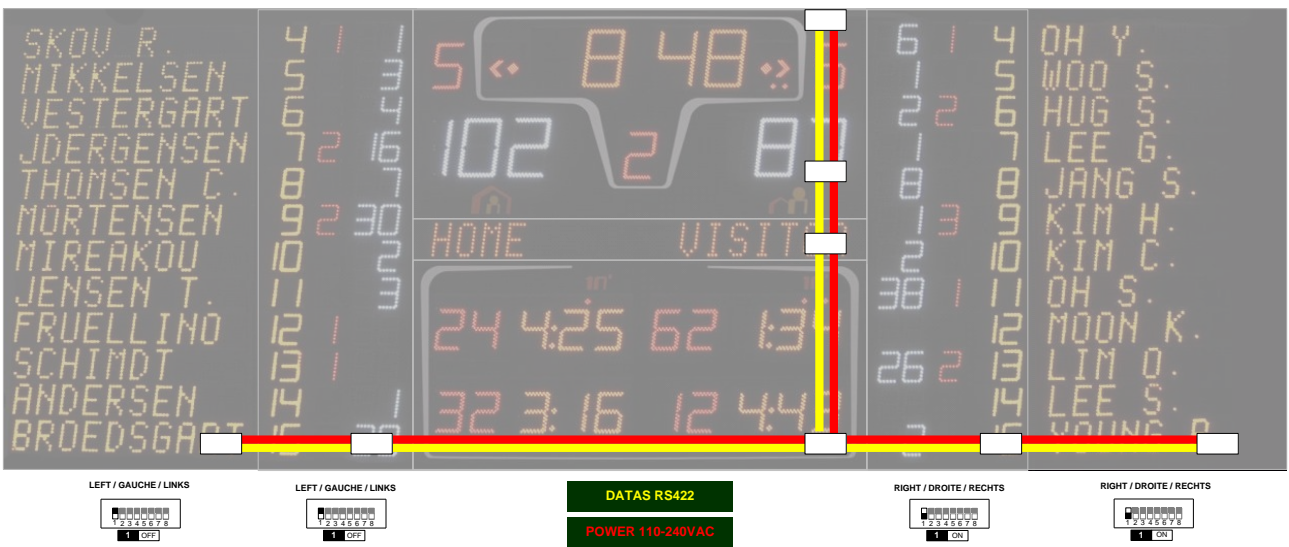 SKOV R.
MIKKELSEN
VESTERGART
JDERGENSEN
THOMSEN C.
MORTENSEN
MIREAKOV
JENSEN T.
FRUELLINO
SCHIMDT
ANDERSEN
4 1 1
5 3
6 4
7 2 16
8 7
9 2 30
10 2
11 3
12 1
13 1
14 1
5 8 48
102 2
HOME
24 4:25 62
32 3:16 12
6 1 4
1 5
2 2 6
1 7
8 8
1 3 9
2 10
38 1 11
12
26 2 13
14
OH Y.
WOO S.
HUG S.
LEE G.
JANG S.
KIM H.
KIM C.
OH S.
MOON K.
LIM O.
LEE S.
LEFT / GAUCHE / LINKS
1 2 3 4 5 6 7 8
1 OFF
LEFT / GAUCHE / LINKS
1 2 3 4 5 6 7 8
1 OFF
DATAS RS422
POWER 110-240VAC
RIGHT / DROITE / RECHTS
1 2 3 4 5 6 7 8
1 ON
RIGHT / DROITE / RECHTS
1 2 3 4 5 6 7 8
1 ON